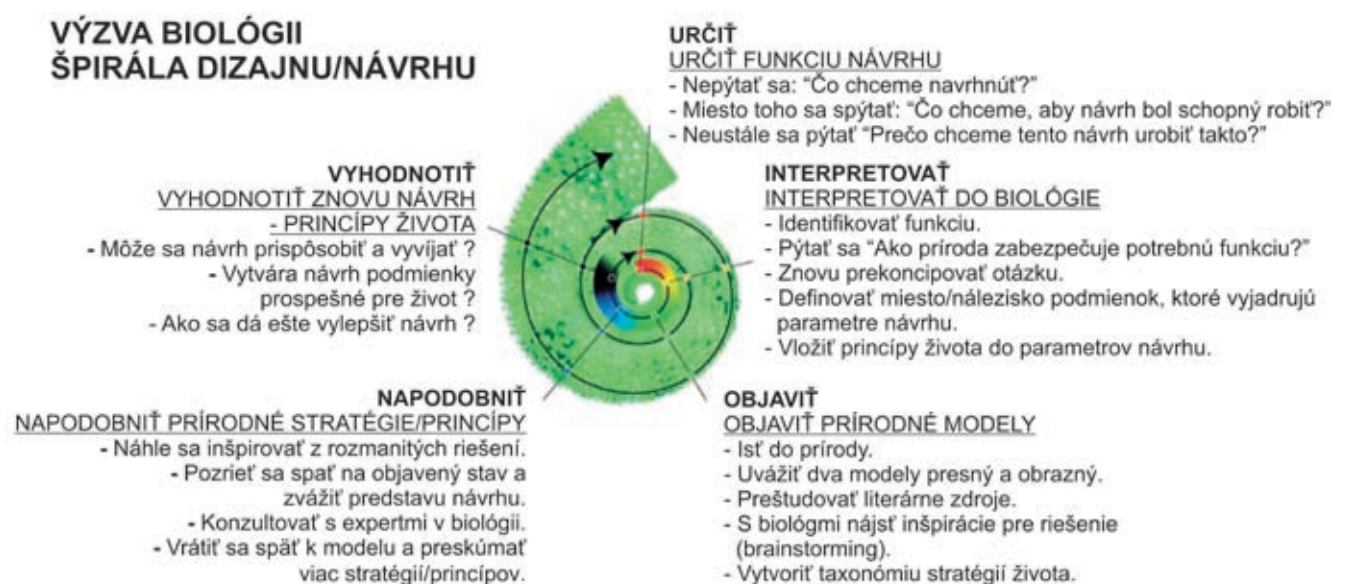 VÝZVA BIOLÓGII
ŠPIRÁLA DIZAJNU/NÁVRHU
URČIŤ
URČIŤ FUNKCIU NÁVRHU
- Nepýtať sa: “Čo chceme navrhnúť?”
- Miesto toho sa spýtať: “Čo chceme, aby návrh bol schopný robiť?”
- Neustále sa pýtať “Prečo chceme tento návrh urobiť takto?”
INTERPRETOVAŤ
INTERPRETOVAŤ DO BIOLÓGIE
- Identifikovať funkciu.
- Pýtať sa “Ako príroda zabezpečuje potrebnú funkciu?”
- Znovu prekoncipovať otázku.
- Definovať miesto/nálezisko podmienok, ktoré vyjadrujú
parametre návrhu.
- Vložiť princípy života do parametrov návrhu.
OBJAVIŤ
OBJAVIŤ PRÍRODNÉ MODELY
- Isť do prírody.
- Uvážiť dva modely presný a obrazný.
- Preštudovať literárne zdroje.
- S biológmi nájsť inšpirácie pre riešenie
(brainstorming).
- Vytvoriť taxonómiu stratégií života.
NAPODOBNIŤ
NAPODOBNIŤ PRÍRODNÉ STRATÉGIE/PRINCÍPY
- Náhle sa inšpirovať z rozmanitých riešení.
- Pozrieť sa spať na objavený stav a
zvážiť predstavu návrhu.
- Konzultovať s expertmi v biológii.
- Vrátiť sa späť k modelu a preskúmať
viac stratégií/princípov.
VYHODNOTIŤ
VYHODNOTIŤ ZNOVU NÁVRH
- PRINCÍPY ŽIVOTA
- Môže sa návrh prispôsobiť a vyvíjať ?
- Vytvára návrh podmienky
prospešné pre život ?
- Ako sa dá ešte vylepšiť návrh ?